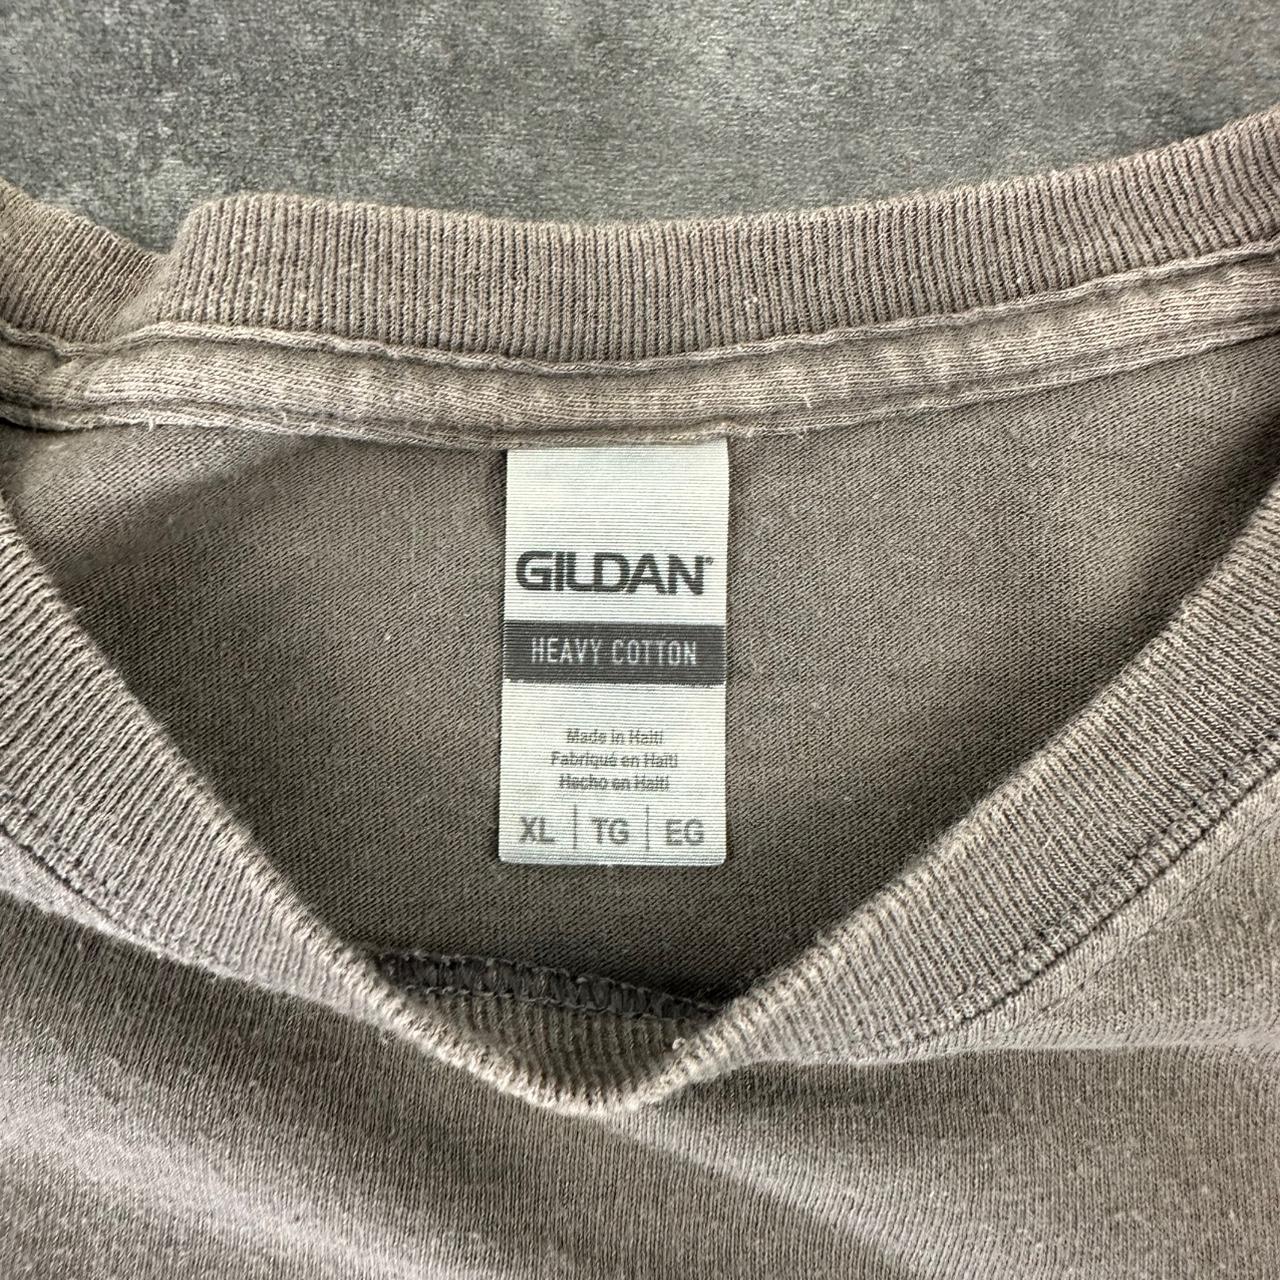 GILDAN®
HEAVY COTTON
Made in Haiti
Fabriqué en Haïti
Hecho en Haití
XL | TG | EG